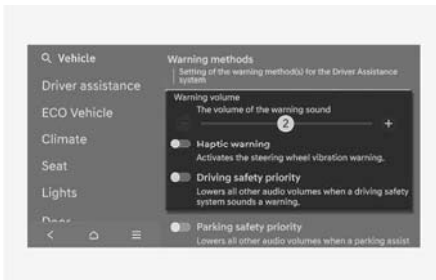 Vehicle
Driver assistance
ECO Vehicle
Climate
Seat
Lights
Door
Warning methods
Setting of the warning method(s) for the Driver Assistance
system
Warning volume
The volume of the warning sound
2
Haptic warning
Activates the steering wheel vibration warning.
Driving safety priority
Lowers all other audio volumes when a driving safety
system sounds a warning.
Parking safety priority
Lowers all other audio volumes when a parking assist